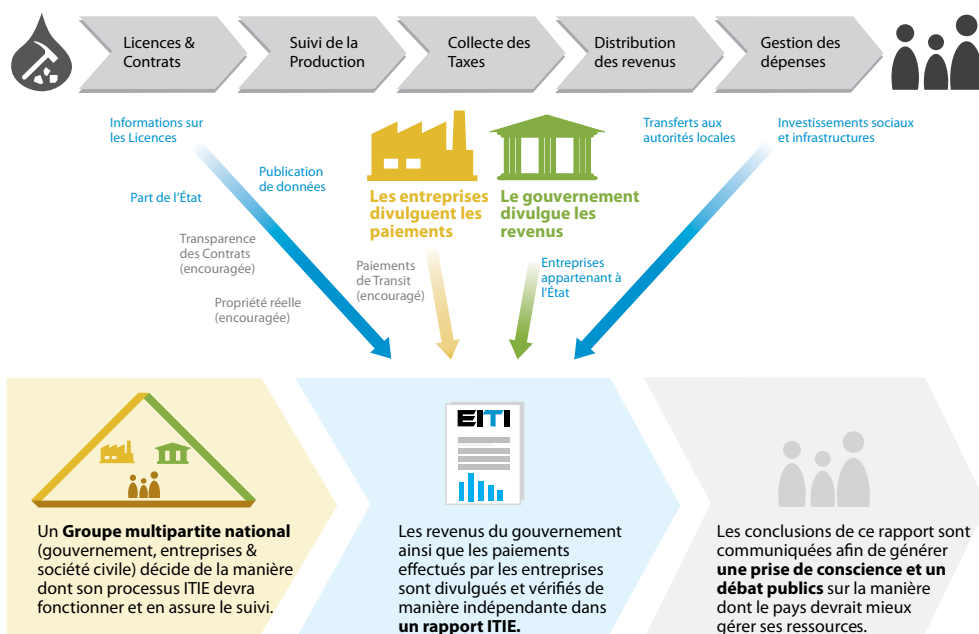 Licences &
Contrats
Suivi de la
Production
Collecte des
Taxes
Distribution
des revenus
Gestion des
dépenses
Informations sur
les Licences
Part de l'État
Publication
de données
Transparence
des Contrats
(encouragée)
Propriété réelle
(encouragée)
Les entreprises
divulguent les
paiements
Le gouvernement
divulgue les
revenus
Paiements
de Transit
(encouragé)
Entreprises
appartenant à
l'État
Transferts aux
autorités locales
Investissements sociaux
et infrastructures
Un Groupe multipartite national
(gouvernement, entreprises &
société civile) décide de la manière
dont son processus ITIE devra
fonctionner et en assure le suivi.
EITI
Les revenus du gouvernement
ainsi que les paiements
effectués par les entreprises
sont divulgués et vérifiés de
manière indépendante dans
un rapport ITIE.
Les conclusions de ce rapport sont
communiquées afin de générer
une prise de conscience et un
débat publics sur la manière
dont le pays devrait mieux
gérer ses ressources.